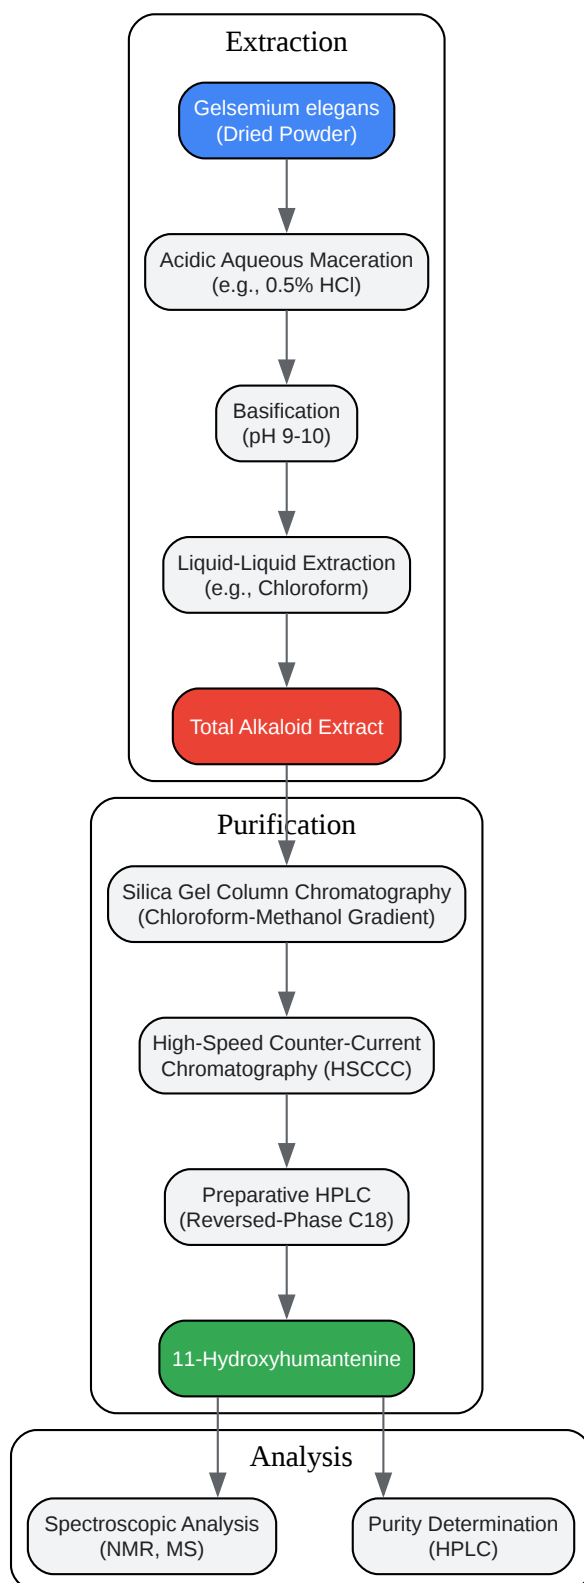 Extraction
Gelsemium elegans
(Dried Powder)
Acidic Aqueous Maceration
(e.g., 0.5% HCl)
Basification
(pH 9-10)
Liquid-Liquid Extraction
(e.g., Chloroform)
Total Alkaloid Extract
Purification
Silica Gel Column Chromatography
(Chloroform-Methanol Gradient)
High-Speed Counter-Current
Chromatography (HSCCC)
Preparative HPLC
(Reversed-Phase C18)
11-Hydroxyhumantenine
Analysis
Spectroscopic Analysis
(NMR, MS)
Purity Determination
(HPLC)